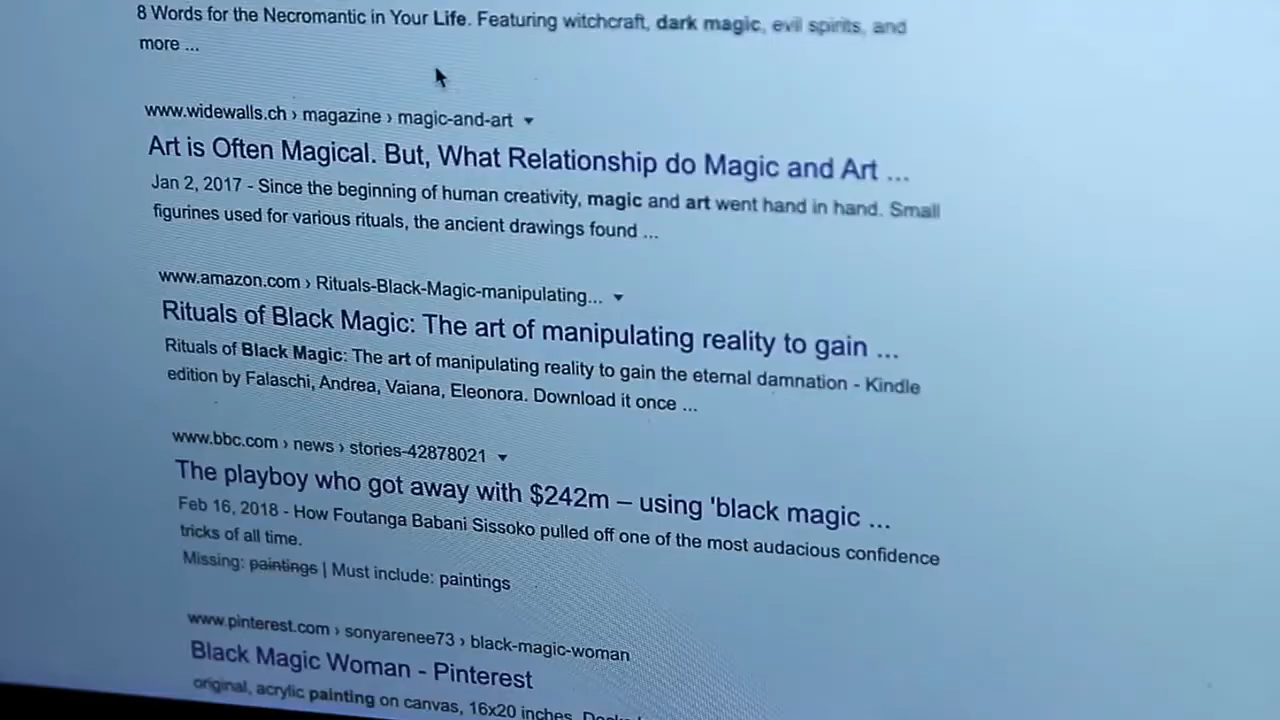 8 Words for the Necromantic in Your Life. Featuring witchcraft, dark magic, evil spirits, and
more ...
www.widewalls.ch › magazine › magic-and-art
Art is Often Magical. But, What Relationship do Magic and Art ...
Jan 2, 2017 - Since the beginning of human creativity, magic and art went hand in hand. Small
figurines used for various rituals, the ancient drawings found ...
www.amazon.com › Rituals-Black-Magic-manipulating...
Rituals of Black Magic: The art of manipulating reality to gain ...
Rituals of Black Magic: The art of manipulating reality to gain the eternal damnation - Kindle
edition by Falaschi, Andrea, Vaiana, Eleonora. Download it once ...
www.bbc.com › news › stories-42878021
The playboy who got away with $242m – using 'black magic ...
Feb 16, 2018 - How Foutanga Babani Sissoko pulled off one of the most audacious confidence
tricks of all time.
Missing: paintings | Must include: paintings
www.pinterest.com › sonyarenee73 › black-magic-woman
Black Magic Woman - Pinterest
original, acrylic painting on canvas, 16x20 inches.